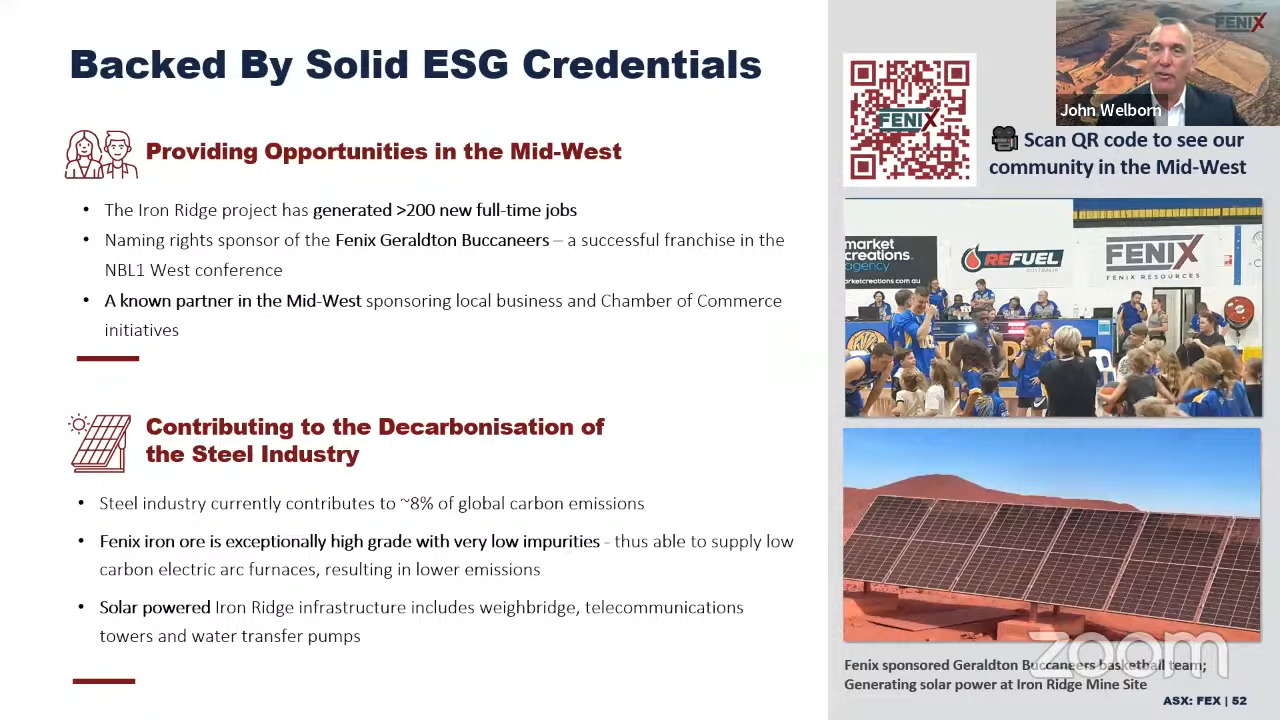 Backed By Solid ESG Credentials
Providing Opportunities in the Mid-West
• The Iron Ridge project has generated >200 new full-time jobs
• Naming rights sponsor of the Fenix Geraldton Buccaneers – a successful franchise in the
NBL1 West conference
• A known partner in the Mid-West sponsoring local business and Chamber of Commerce
initiatives
Contributing to the Decarbonisation of
the Steel Industry
• Steel industry currently contributes to ~8% of global carbon emissions
• Fenix iron ore is exceptionally high grade with very low impurities - thus able to supply low
carbon electric arc furnaces, resulting in lower emissions
• Solar powered Iron Ridge infrastructure includes weighbridge, telecommunications
towers and water transfer pumps
FENIX
FENIX
John Welborn
Scan QR code to see our
community in the Mid-West
market
creations
agency
marketcreations.com.au
REFUEL
AUSTRALIA
FENIX
FENIX RESOURCES
zoom
Fenix sponsored Geraldton Buccaneers basketball team;
Generating solar power at Iron Ridge Mine Site
ASX: FEX | 52